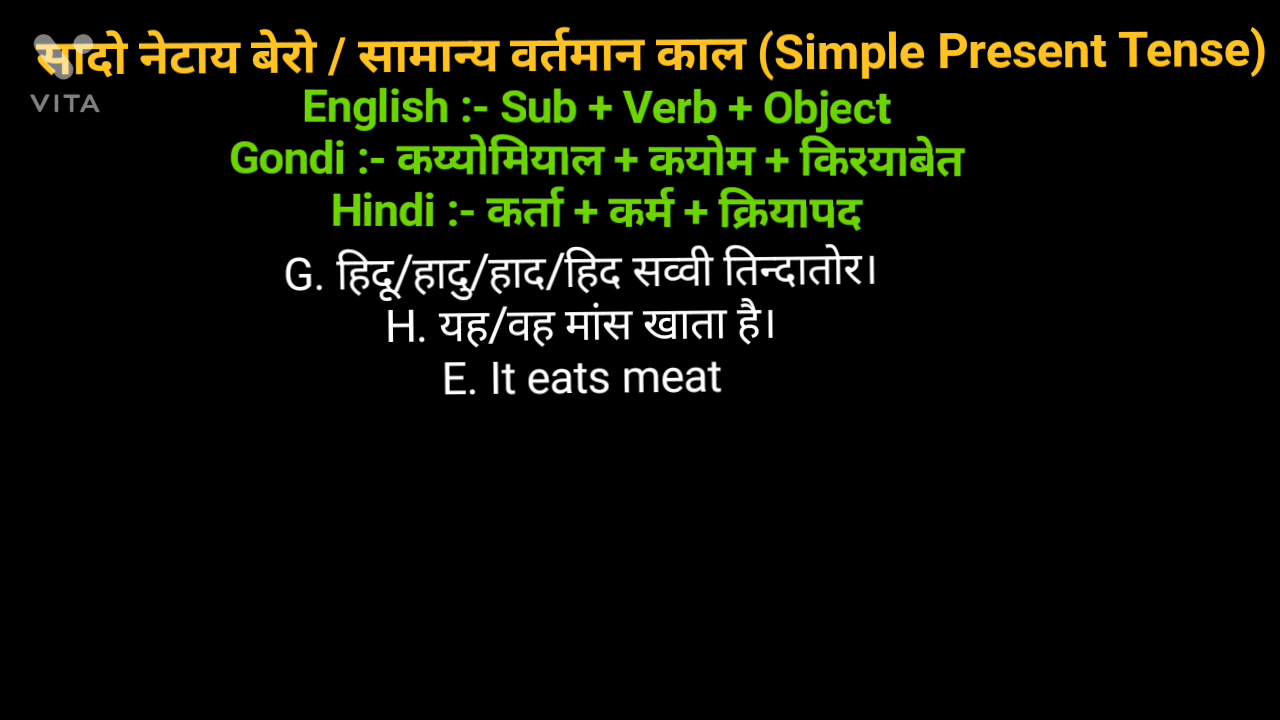 सादो नेटाय बेरो / सामान्य वर्तमान काल (Simple Present Tense)
VITA
English :- Sub + Verb + Object
Gondi :- कय्योमियाल + कयोम + किरयाबेत
Hindi :- कर्ता + कर्म + क्रियापद
G. हिदू/हादु/हाद/हिद सव्वी तिन्दातोर।
H. यह/वह मांस खाता है।
E. It eats meat